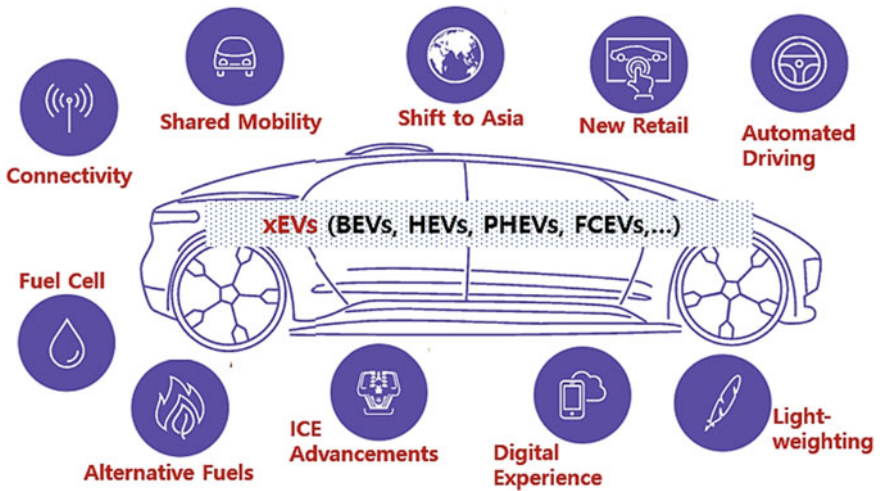 Connectivity
Shared Mobility
Shift to Asia
New Retail
Automated
Driving
xEVs (BEVs, HEVs, PHEVs, FCEVs,...)
Fuel Cell
Alternative Fuels
ICE
Advancements
Digital
Experience
Light-
weighting